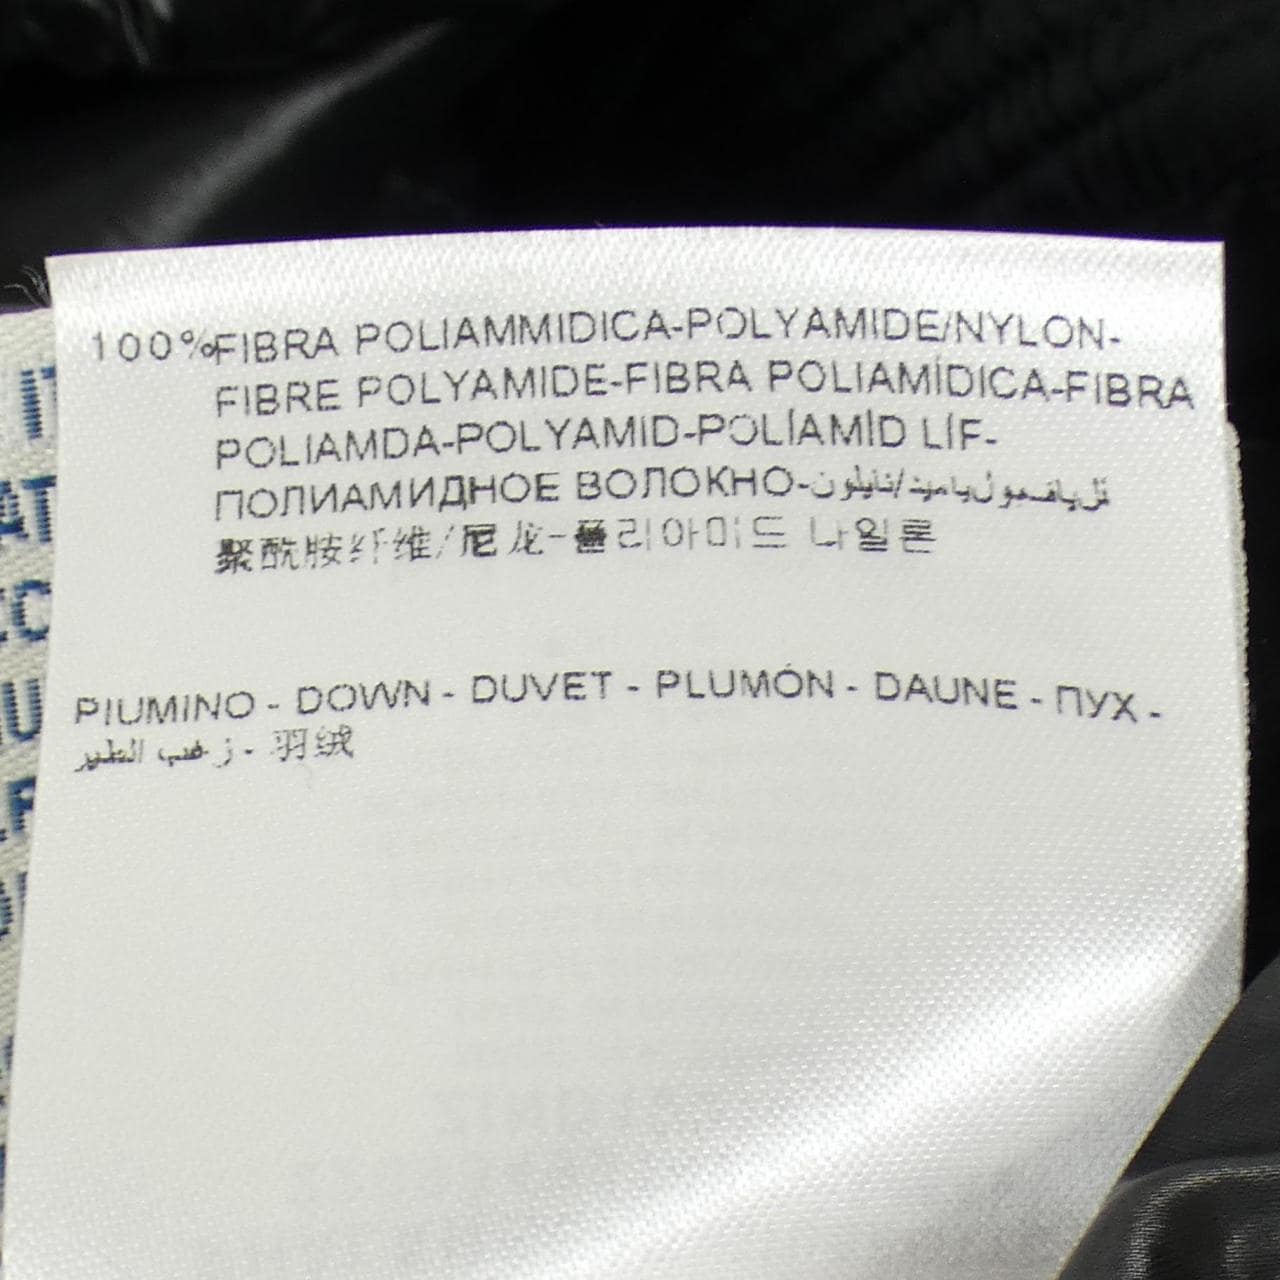 100%FIBRA POLIAMMIDICA-POLYAMIDE/NYLON-
FIBRE POLYAMIDE-FIBRA POLIAMÍDICA-FIBRA
POLIAMDA-POLYAMID-POLİAMİD LİF-
ПОЛИАМИДНОЕ ВОЛОКНО-
聚酰胺纤维/尼龙-폴리아미드 나일론
PIUMINO - DOWN - DUVET - PLUMÓN - DAUNE - ПУХ -
زغب الطير - 羽绒